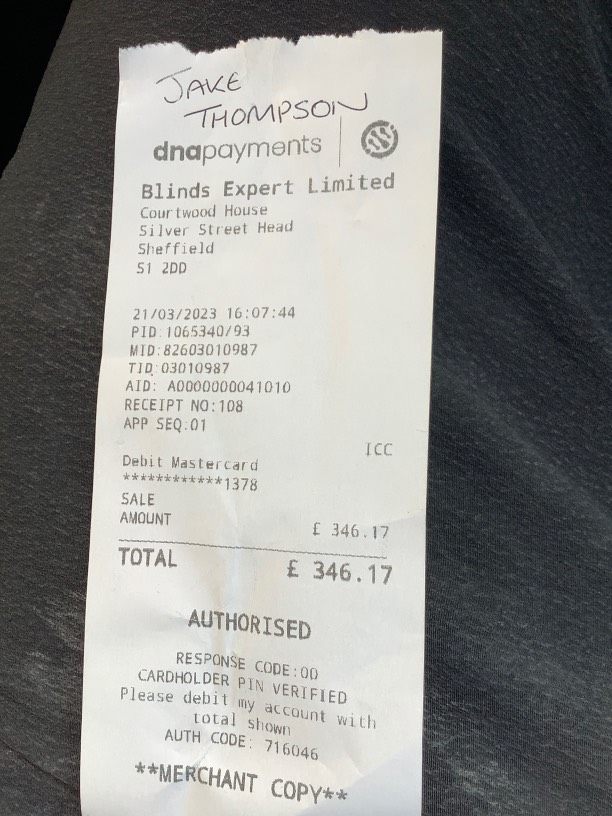 JAKE
THOMPSON
dnapayments
Blinds Expert Limited
Courtwood House
Silver Street Head
Sheffield
S1 2DD
21/03/2023 16:07:44
PID:1065340/93
MID:82603010987
TID:03010987
AID: A0000000041010
RECEIPT NO:108
APP SEQ:01
ICC
Debit Mastercard
************1378
SALE
AMOUNT £ 346.17
TOTAL £ 346.17
AUTHORISED
RESPONSE CODE:00
CARDHOLDER PIN VERIFIED
Please debit my account with
total shown
AUTH CODE: 716046
**MERCHANT COPY**